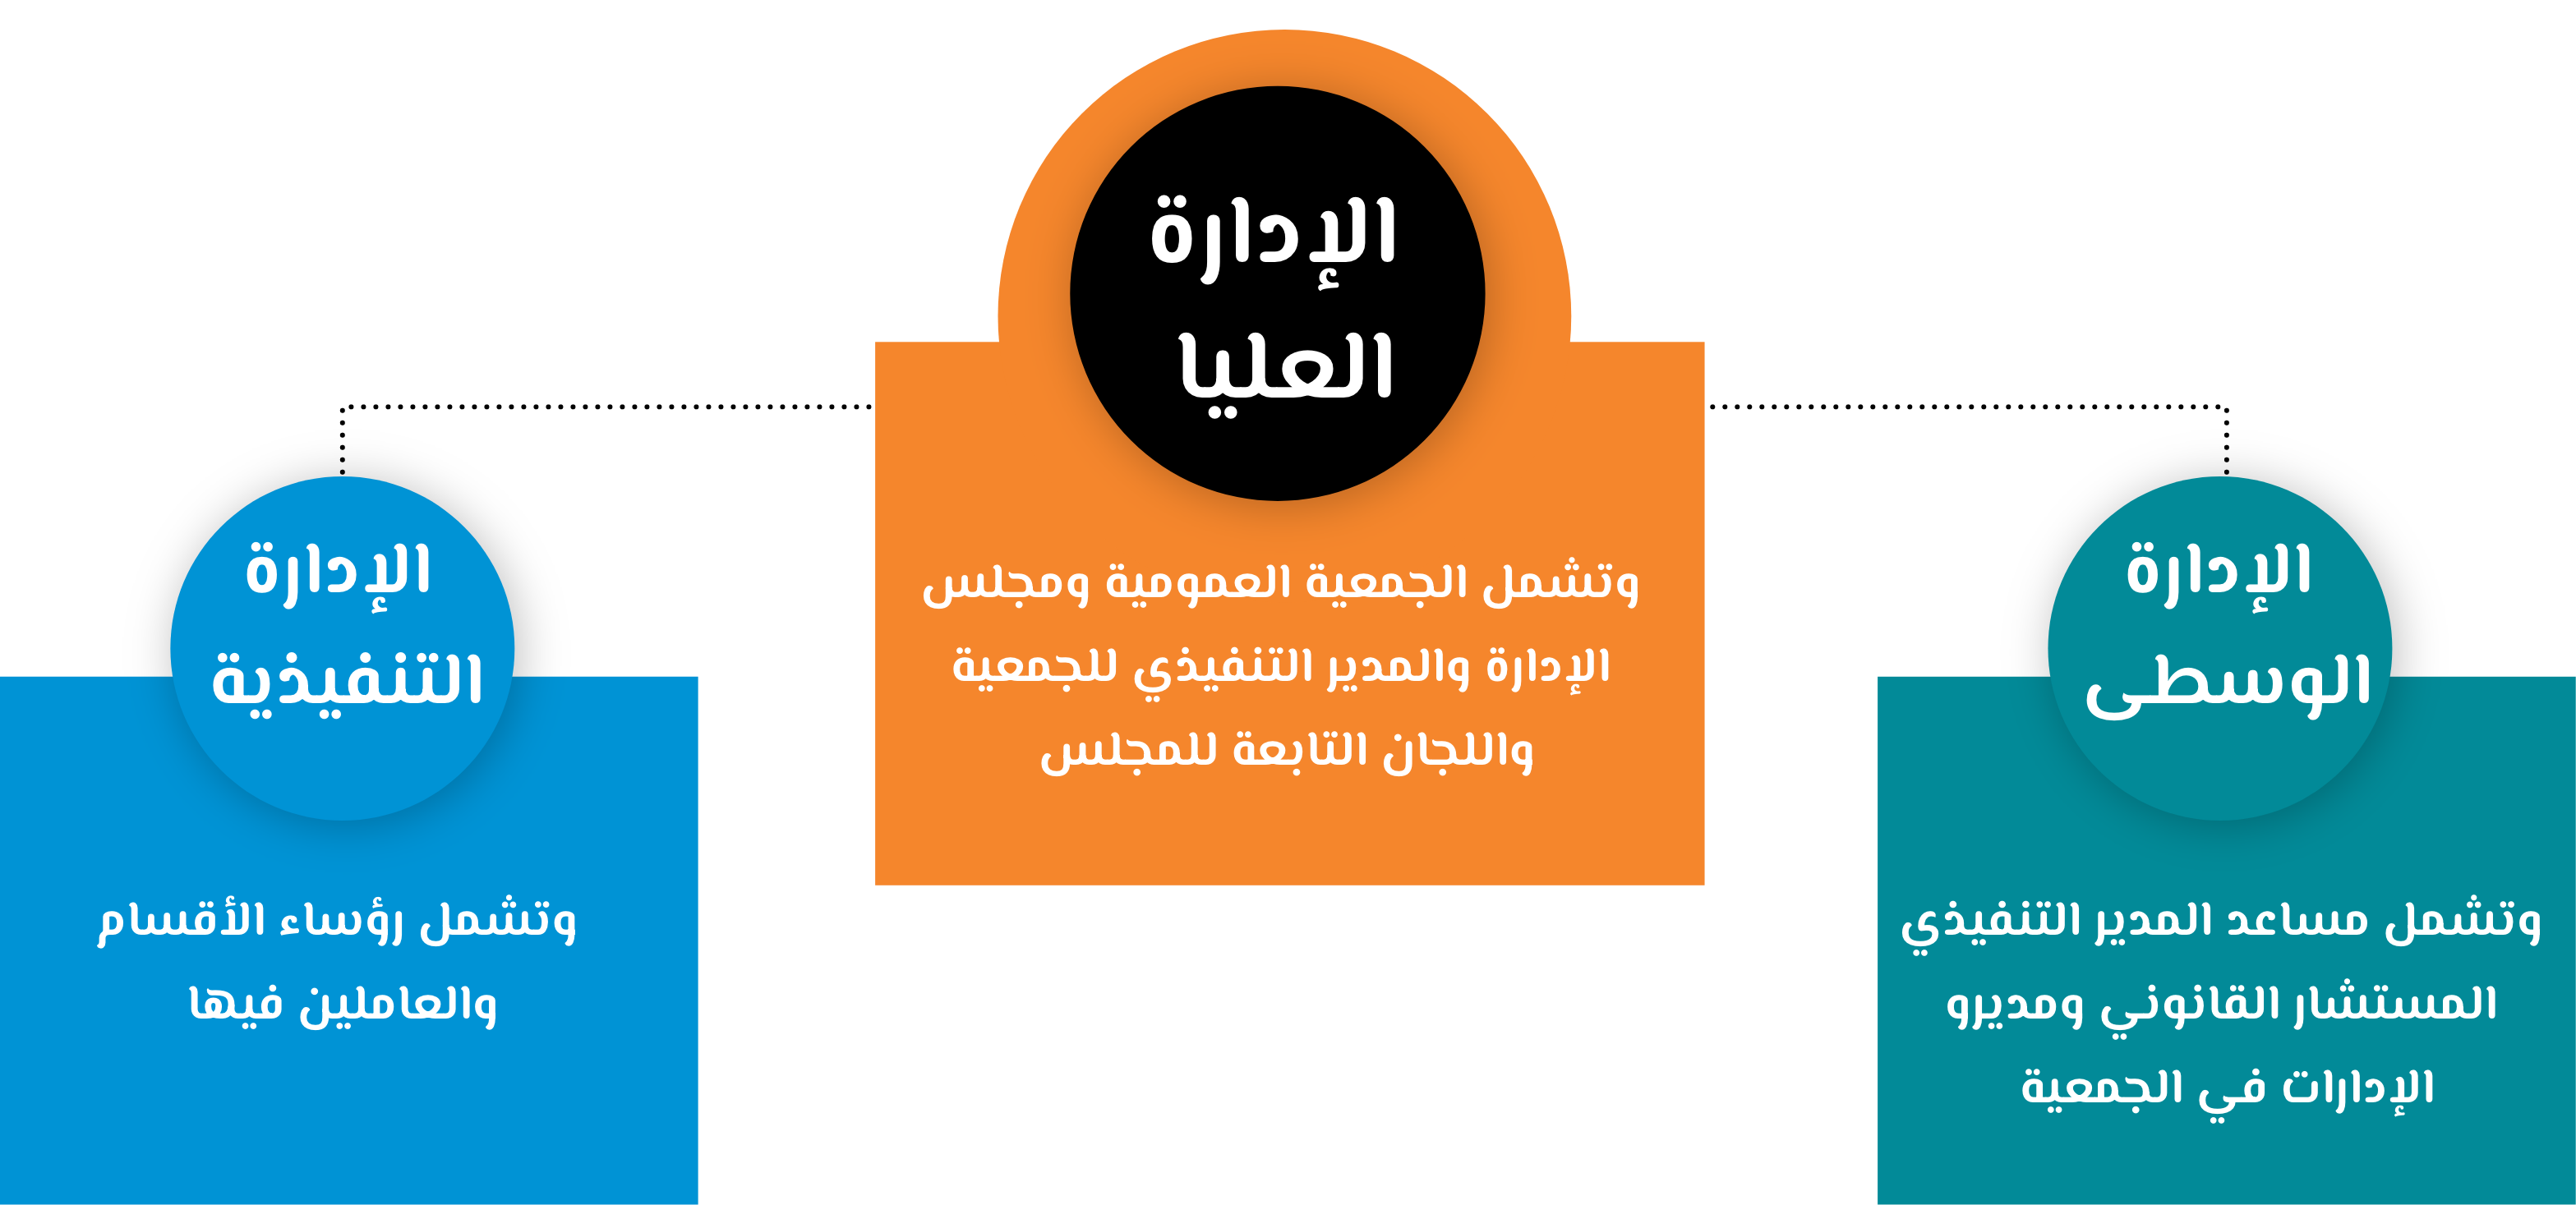 الإدارة
العليا
وتشمل الجمعية العمومية ومجلس
الإدارة والمدير التنفيذي للجمعية
واللجان التابعة للمجلس
الإدارة
الوسطى
وتشمل مساعد المدير التنفيذي
المستشار القانوني ومديرو
الإدارات في الجمعية
الإدارة
التنفيذية
وتشمل رؤساء الأقسام
والعاملين فيها